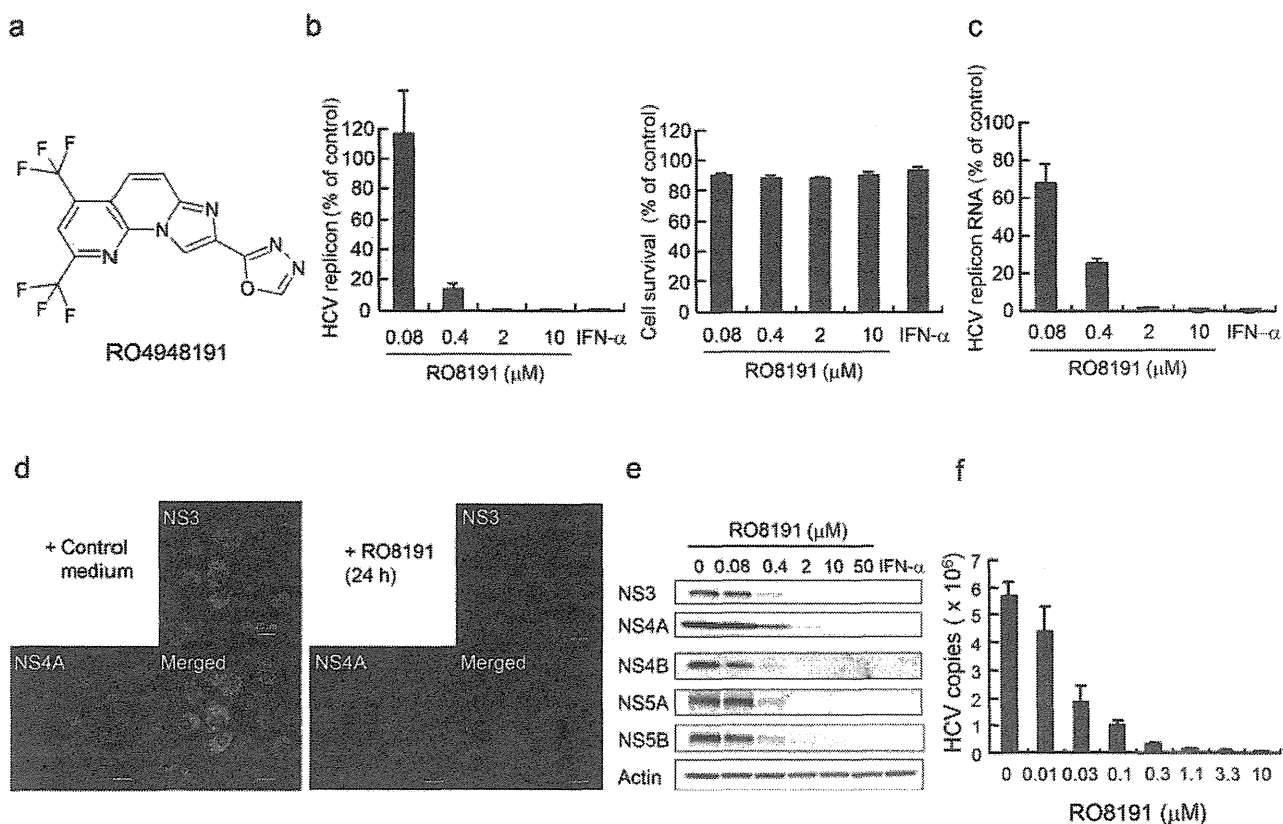 a
F
F
F
F
F
F
N
N
N
N
N
O
RO4948191
b
HCV replicon (% of control)
120
100
80
60
40
20
0
0.08 0.4 2 10 IFN-α
RO8191 (μM)
Cell survival (% of control)
120
100
80
60
40
20
0
0.08 0.4 2 10 IFN-α
RO8191 (μM)
c
HCV replicon RNA (% of control)
100
80
60
40
20
0
0.08 0.4 2 10 IFN-α
RO8191 (μM)
d
+ Control
medium
NS3
NS4A
Merged
+ RO8191
(24 h)
NS3
NS4A
Merged
e
RO8191 (μM)
0 0.08 0.4 2 10 50 IFN-α
NS3
NS4A
NS4B
NS5A
NS5B
Actin
f
HCV copies ( x 10⁶)
7
6
5
4
3
2
1
0
0 0.01 0.03 0.1 0.3 1.1 3.3 10
RO8191 (μM)